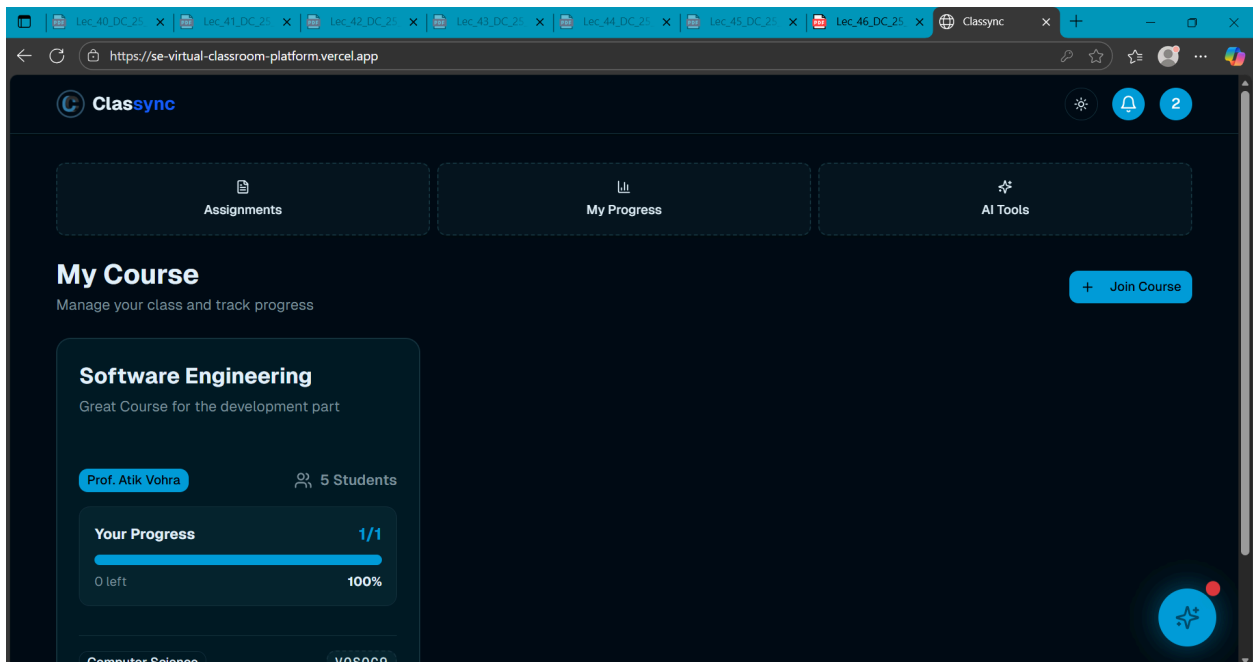 Lec_40_DC_25
Lec_41_DC_25
Lec_42_DC_25
Lec_43_DC_25
Lec_44_DC_25
Lec_45_DC_25
Lec_46_DC_25
Classync
https://se-virtual-classroom-platform.vercel.app
Classync
2
Assignments
My Progress
AI Tools
My Course
Manage your class and track progress
+ Join Course
Software Engineering
Great Course for the development part
Prof. Atik Vohra
5 Students
Your Progress
1/1
0 left
100%
Computer Science